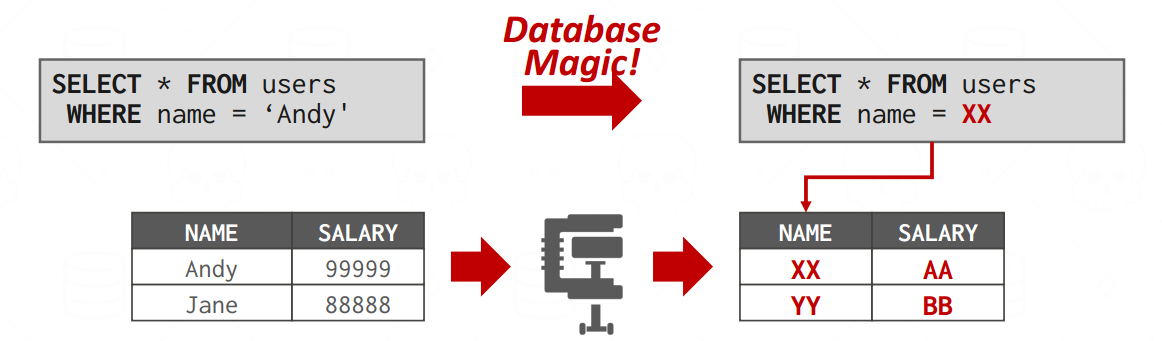 Database
Magic!
SELECT * FROM users
WHERE name = ‘Andy'
SELECT * FROM users
WHERE name = XX
NAME SALARY
Andy 99999
Jane 88888
NAME SALARY
XX AA
YY BB